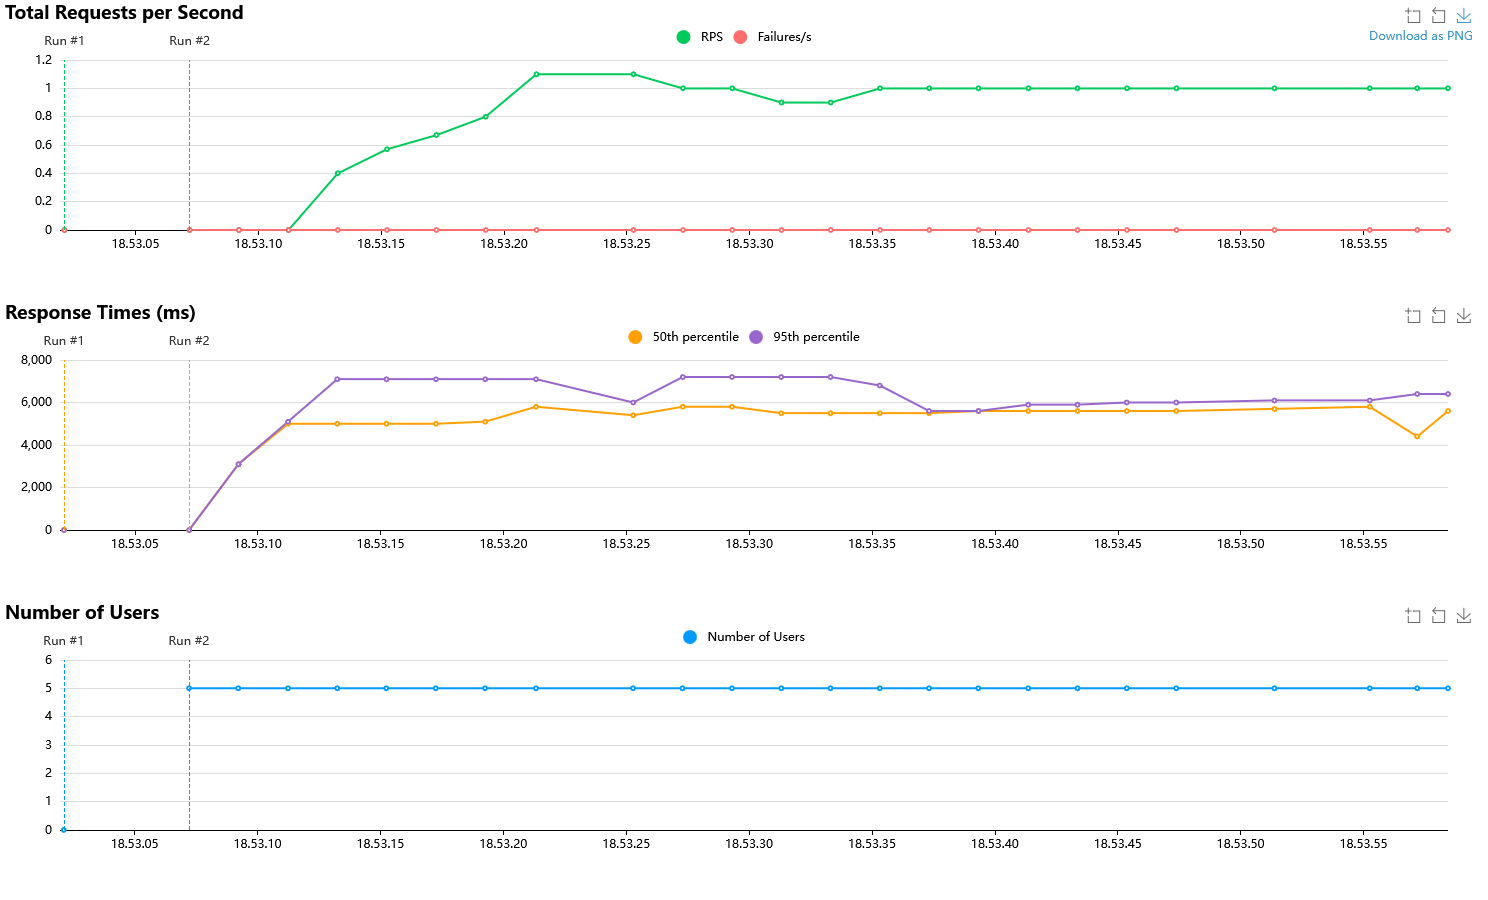 Total Requests per Second
Download as PNG
RPS Failures/s
Run #1 Run #2
1.2
1
0.8
0.6
0.4
0.2
0
18.53.05 18.53.10 18.53.15 18.53.20 18.53.25 18.53.30 18.53.35 18.53.40 18.53.45 18.53.50 18.53.55
Response Times (ms)
50th percentile 95th percentile
Run #1 Run #2
8,000
6,000
4,000
2,000
0
18.53.05 18.53.10 18.53.15 18.53.20 18.53.25 18.53.30 18.53.35 18.53.40 18.53.45 18.53.50 18.53.55
Number of Users
Number of Users
Run #1 Run #2
6
5
4
3
2
1
0
18.53.05 18.53.10 18.53.15 18.53.20 18.53.25 18.53.30 18.53.35 18.53.40 18.53.45 18.53.50 18.53.55